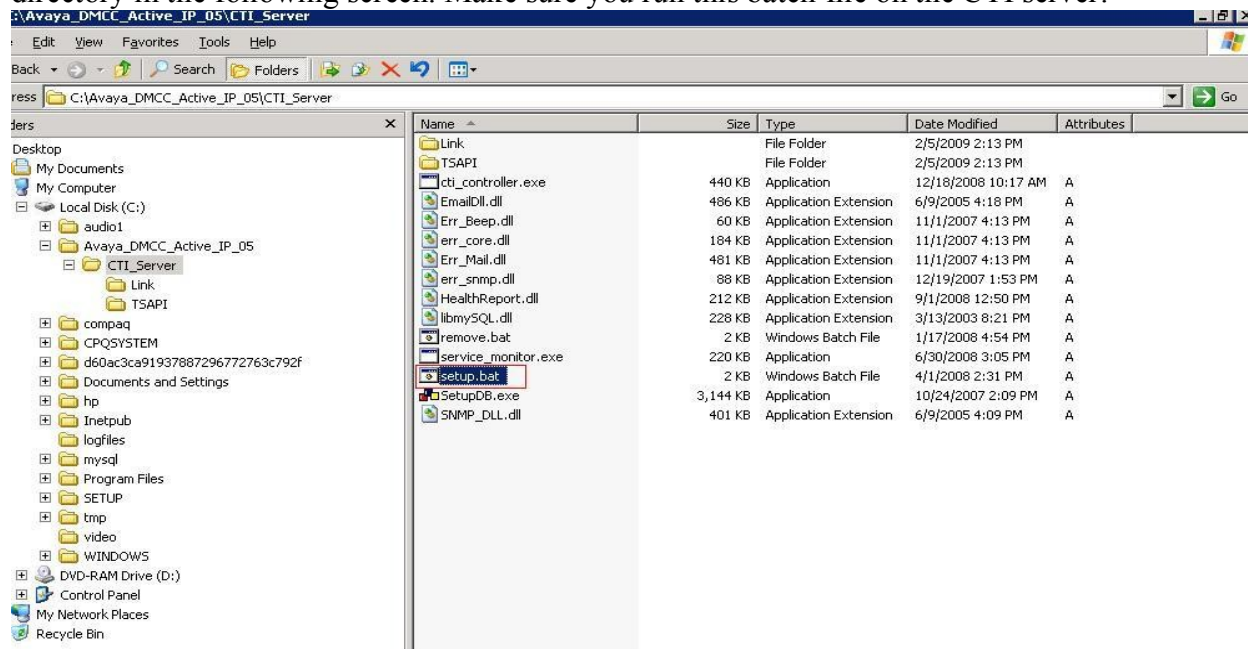 directory in the following screen. Make sure you run this batch file on the CTI server.
:\Avaya_DMCC_Active_IP_05\CTI_Server
Edit View Favorites Tools Help
Back Search Folders
ress C:\Avaya_DMCC_Active_IP_05\CTI_Server Go
ders
Desktop
My Documents
My Computer
Local Disk (C:)
audio1
Avaya_DMCC_Active_IP_05
CTI_Server
Link
TSAPI
compaq
CPQSYSTEM
d60ac3ca91937887296772763c792f
Documents and Settings
hp
Inetpub
logfiles
mysql
Program Files
SETUP
tmp
video
WINDOWS
DVD-RAM Drive (D:)
Control Panel
My Network Places
Recycle Bin
Name Size Type Date Modified Attributes
Link File Folder 2/5/2009 2:13 PM
TSAPI File Folder 2/5/2009 2:13 PM
cti_controller.exe 440 KB Application 12/18/2008 10:17 AM A
EmailDll.dll 486 KB Application Extension 6/9/2005 4:18 PM A
Err_Beep.dll 60 KB Application Extension 11/1/2007 4:13 PM A
err_core.dll 184 KB Application Extension 11/1/2007 4:13 PM A
Err_Mail.dll 481 KB Application Extension 11/1/2007 4:13 PM A
err_snmp.dll 88 KB Application Extension 12/19/2007 1:53 PM A
HealthReport.dll 212 KB Application Extension 9/1/2008 12:50 PM A
libmySQL.dll 228 KB Application Extension 3/13/2003 8:21 PM A
remove.bat 2 KB Windows Batch File 1/17/2008 4:54 PM A
service_monitor.exe 220 KB Application 6/30/2008 3:05 PM A
setup.bat 2 KB Windows Batch File 4/1/2008 2:31 PM A
SetupDB.exe 3,144 KB Application 10/24/2007 2:09 PM A
SNMP_DLL.dll 401 KB Application Extension 6/9/2005 4:09 PM A